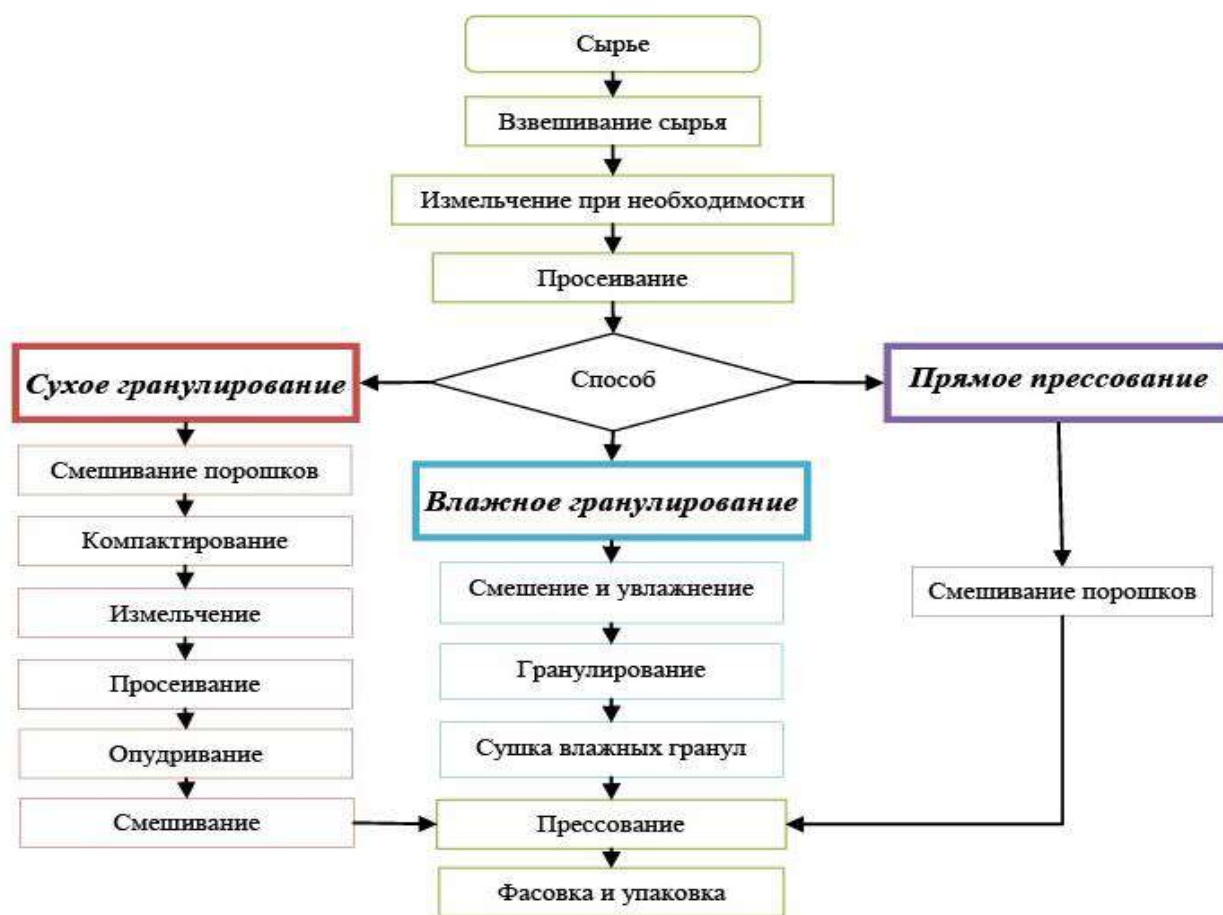 Сырье
Взвешивание сырья
Измельчение при необходимости
Просеивание
Способ
Сухое гранулирование
Смешивание порошков
Компактирование
Измельчение
Просеивание
Опудривание
Смешивание
Влажное гранулирование
Смешение и увлажнение
Гранулирование
Сушка влажных гранул
Прямое прессование
Смешивание порошков
Прессование
Фасовка и упаковка